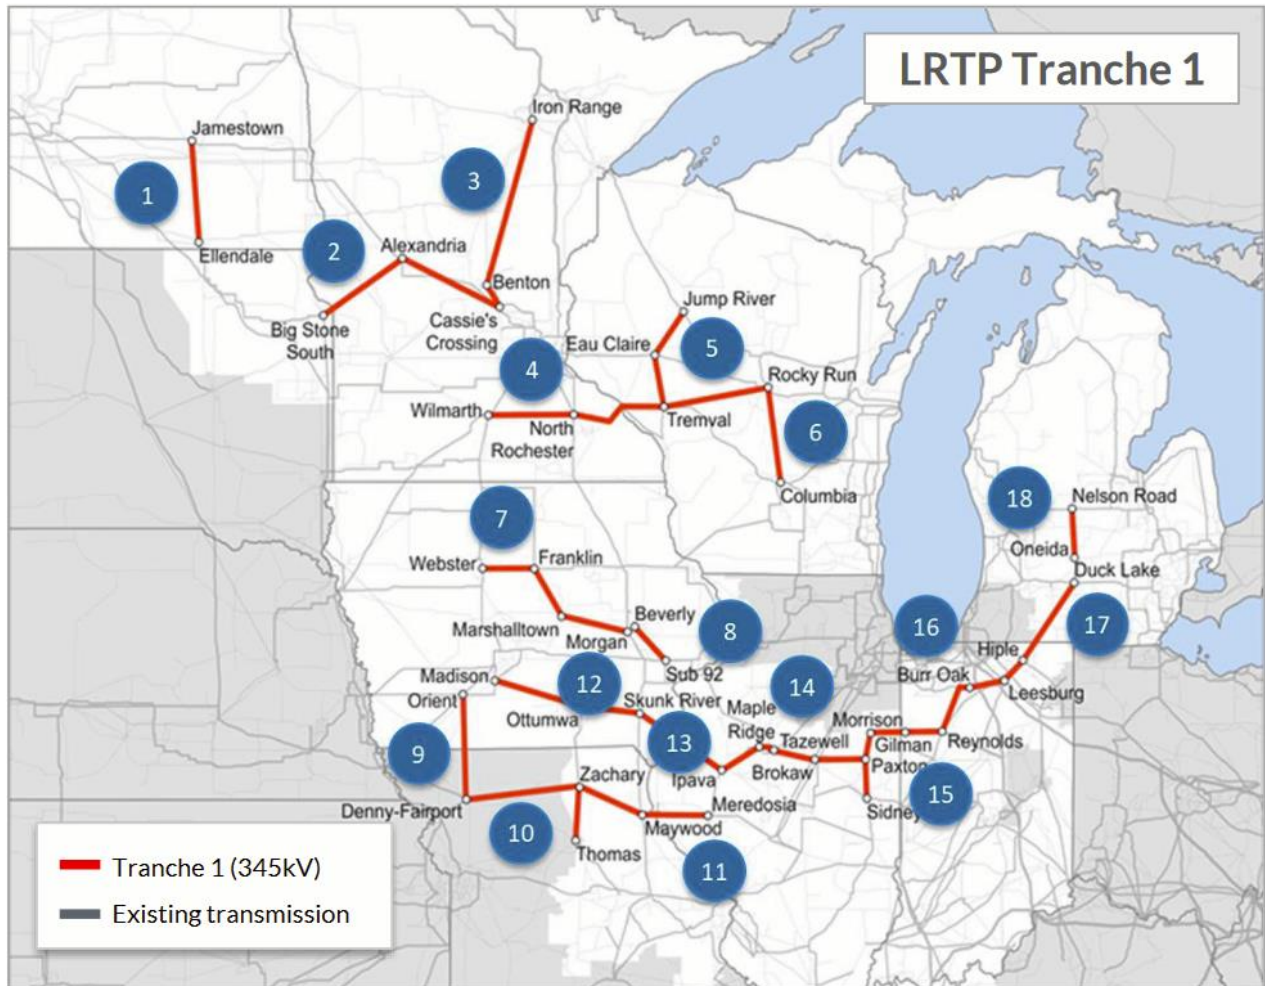 LRTP Tranche 1
Iron Range
Jamestown
3
1
2
Alexandria
Ellendale
Benton
Jump River
Big Stone
South
Cassie's
Crossing
Eau Claire
5
4
Rocky Run
Wilmarth
North
Rochester
Tremval
6
Columbia
18
Nelson Road
7
Oneida
Webster
Franklin
Duck Lake
Beverly
8
16
17
Marshalltown
Morgan
Hiple
Madison
12
Sub 92
14
Burr Oak
Leesburg
Orient
Ottumwa
Skunk River
Maple
Ridge
Morrison
13
Tazewell
Gilman
Reynolds
9
Ipava
Brokaw
Paxton
Zachary
15
Denny-Fairport
Meredosia
Sidney
10
Maywood
Thomas
11
Tranche 1 (345kV)
Existing transmission